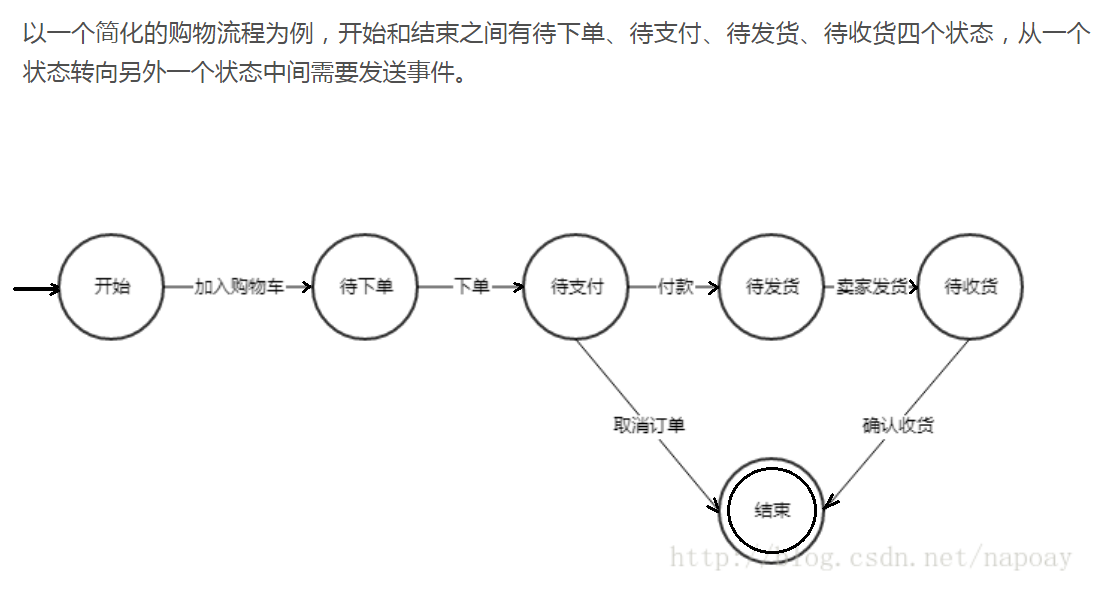 以一个简化的购物流程为例，开始和结束之间有待下单、待支付、待发货、待收货四个状态，从一个
状态转向另外一个状态中间需要发送事件。
开始
加入购物车
待下单
下单
待支付
付款
待发货
卖家发货
待收货
取消订单
确认收货
结束
http://blog.csdn.net/napoay